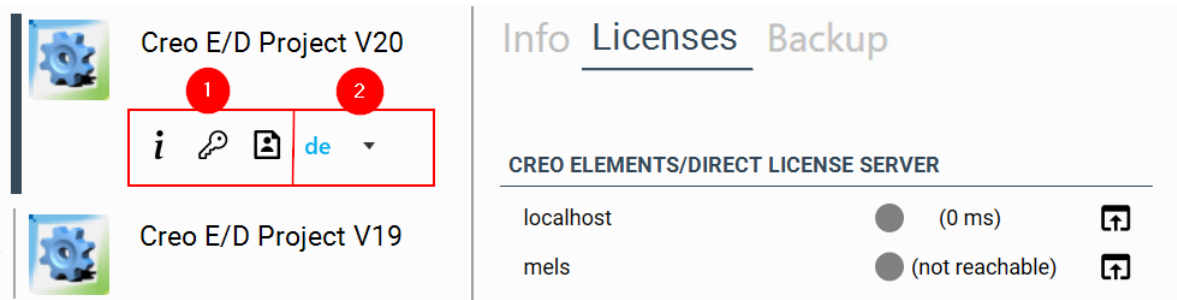 Creo E/D Project V20
1 2
i de
Creo E/D Project V19
Info Licenses Backup
CREO ELEMENTS/DIRECT LICENSE SERVER
localhost (0 ms)
mels (not reachable)